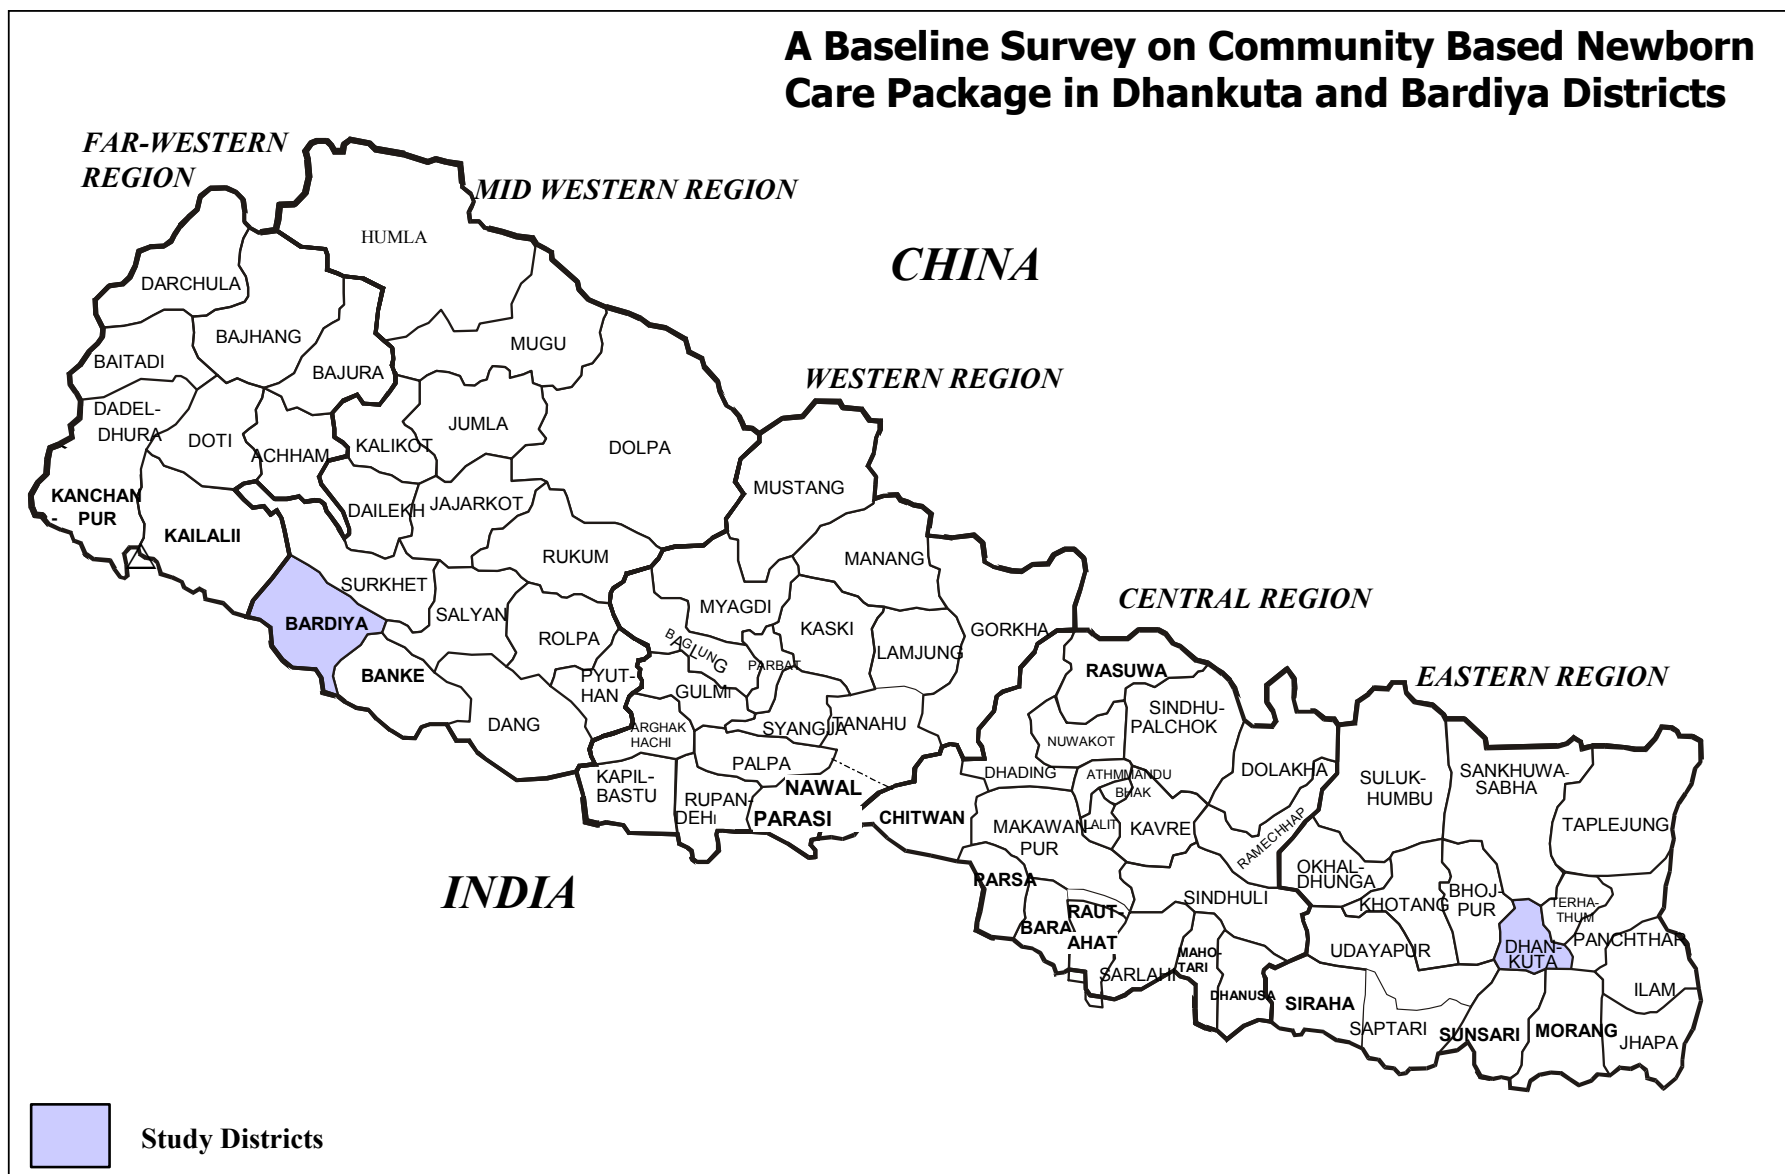 A Baseline Survey on Community Based Newborn
Care Package in Dhankuta and Bardiya Districts
FAR-WESTERN
REGION
MID WESTERN REGION
HUMLA
CHINA
DARCHULA
BAJHANG
MUGU
BAITADI
BAJURA
WESTERN REGION
DADEL-
DHURA
DOTI
JUMLA
ACHHAM
KALIKOT
DOLPA
MUSTANG
KANCHAN
- PUR
DAILEKH
JAJARKOT
KAILALII
RUKUM
MANANG
SURKHET
CENTRAL REGION
MYAGDI
SALYAN
BARDIYA
ROLPA
KASKI
GORKHA
BAGLUNG
PARBAT
LAMJUNG
BANKE
PYUT-
HAN
GULMI
RASUWA
EASTERN REGION
DANG
ARGHAK
HACHI
SYANGJA
TANAHU
SINDHU-
PALCHOK
NUWAKOT
PALPA
KAPIL-
BASTU
NAWAL
PARASI
RUPAN-
DEHI
DHADING
ATHMMANDU
BHAK
DOLAKHA
SULUK-
HUMBU
SANKHUWA-
SABHA
CHITWAN
MAKAWAN
PUR
LALIT
KAVRE
RAMECHHAP
TAPLEJUNG
INDIA
PARSA
OKHAL-
DHUNGA
SINDHULI
KHOTANG
BHOJ-
PUR
TERHA-
THUM
RAUT-
AHAT
BARA
UDAYAPUR
DHAN-
KUTA
PANCHTHAR
MAHO-
TARI
SARLAHI
DHANUSA
SIRAHA
ILAM
SAPTARI
SUNSARI
MORANG
JHAPA
Study Districts